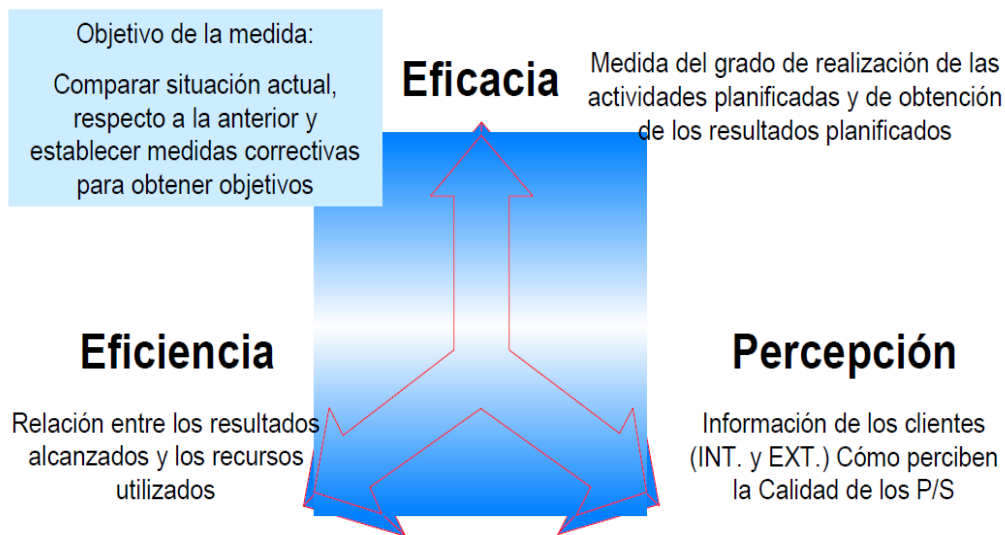 Objetivo de la medida:
Comparar situación actual,
respecto a la anterior y
establecer medidas correctivas
para obtener objetivos
Eficacia
Medida del grado de realización de las
actividades planificadas y de obtención
de los resultados planificados
Eficiencia
Relación entre los resultados
alcanzados y los recursos
utilizados
Percepción
Información de los clientes
(INT. y EXT.) Cómo perciben
la Calidad de los P/S